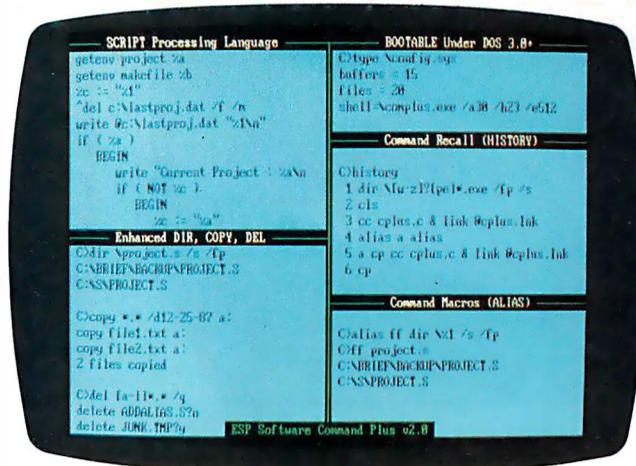 SCRIPT Processing Language
getenv project %a
getenv makefile %b
%c := "%1"
^del c:\lastproj.dat /f /m
write @c:\lastproj.dat "%1\n"
if ( %a )
BEGIN
write "Current Project : %a\n
if ( NOT %c )
BEGIN
%c := "%a"
Enhanced DIR, COPY, DEL
C>dir \project.s /s /fp
C:\BRIEF\BACKUP\PROJECT.S
C:\S\PROJECT.S
C>copy *.* /d12-25-87 a:
copy file1.txt a:
copy file2.txt a:
2 files copied
C>del [a-l]*.* /q
delete ADDALIAS.S?n
delete JUNK.TMP?y
BOOTABLE Under DOS 3.0+
C>type \config.sys
buffers = 15
files = 20
shell=\complus.exe /a30 /h23 /e512
Command Recall (HISTORY)
C>history
1 dir \[w-z]?[pe]*.exe /fp /s
2 cls
3 cc cplus.c & link @cplus.lnk
4 alias a alias
5 a cp cc cplus.c & link @cplus.lnk
6 cp
Command Macros (ALIAS)
C>alias ff dir \%1 /s /fp
C>ff project.s
C:\BRIEF\BACKUP\PROJECT.S
C:\S\PROJECT.S
ESP Software Command Plus v2.0